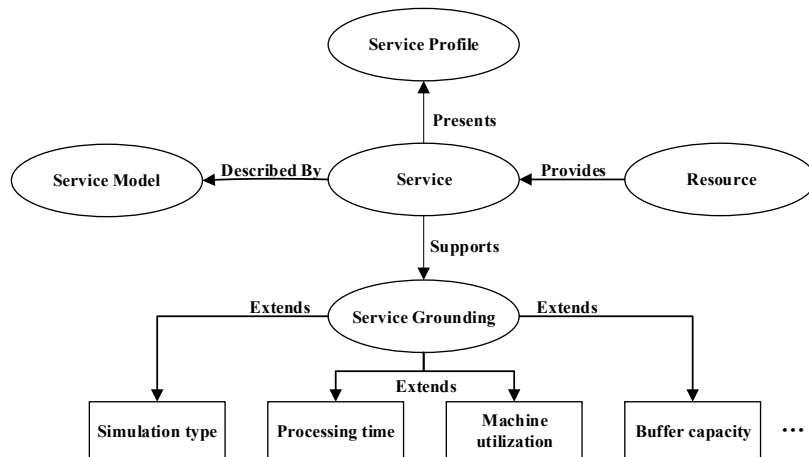 Service Profile
Presents
Service Model
Described By
Service
Provides
Resource
Supports
Extends
Service Grounding
Extends
Extends
Simulation type
Processing time
Machine
utilization
Buffer capacity
...